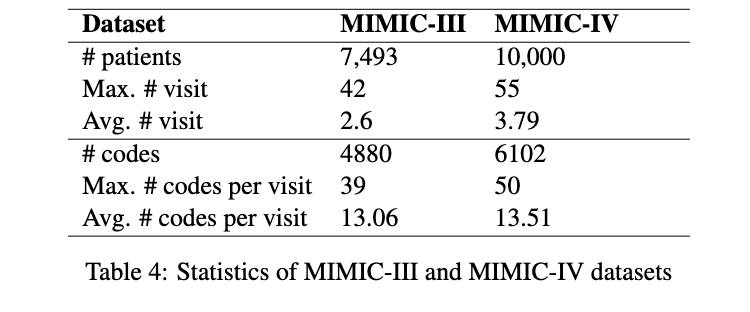 Dataset MIMIC-III MIMIC-IV
# patients 7,493 10,000
Max. # visit 42 55
Avg. # visit 2.6 3.79
# codes 4880 6102
Max. # codes per visit 39 50
Avg. # codes per visit 13.06 13.51
Table 4: Statistics of MIMIC-III and MIMIC-IV datasets